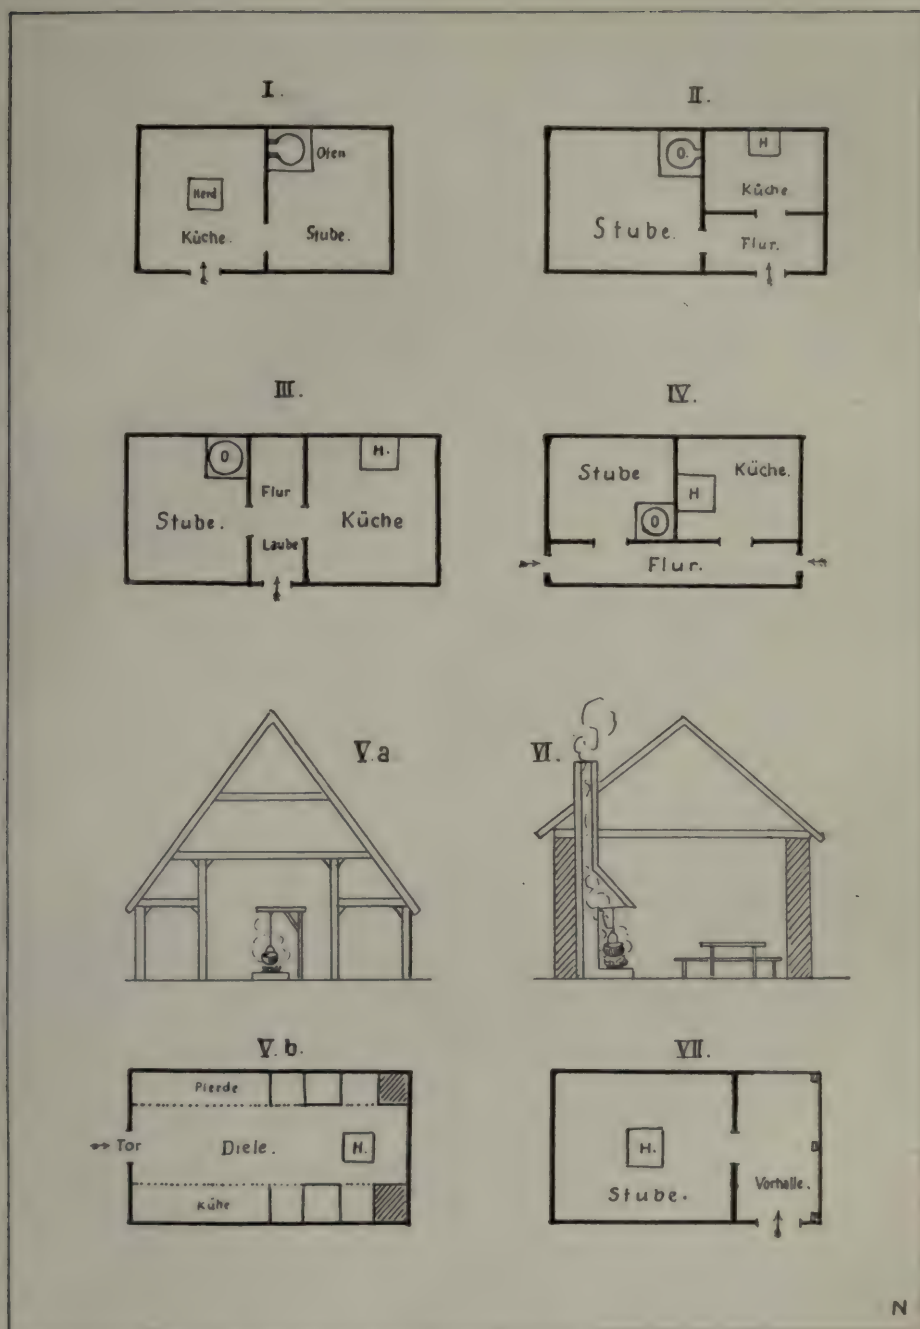 I.
Ofen
Herd
Küche.
Stube.
II.
O.
H
Küche
Stube.
Flur.
III.
O
H.
Flur
Stube.
Küche
Laube
IV.
Stube
Küche.
H
O
Flur.
V.a
VI.
V.b.
Pferde
Tor
Diele.
H.
Kühe
VII.
H.
Stube.
Vorhalle.
N